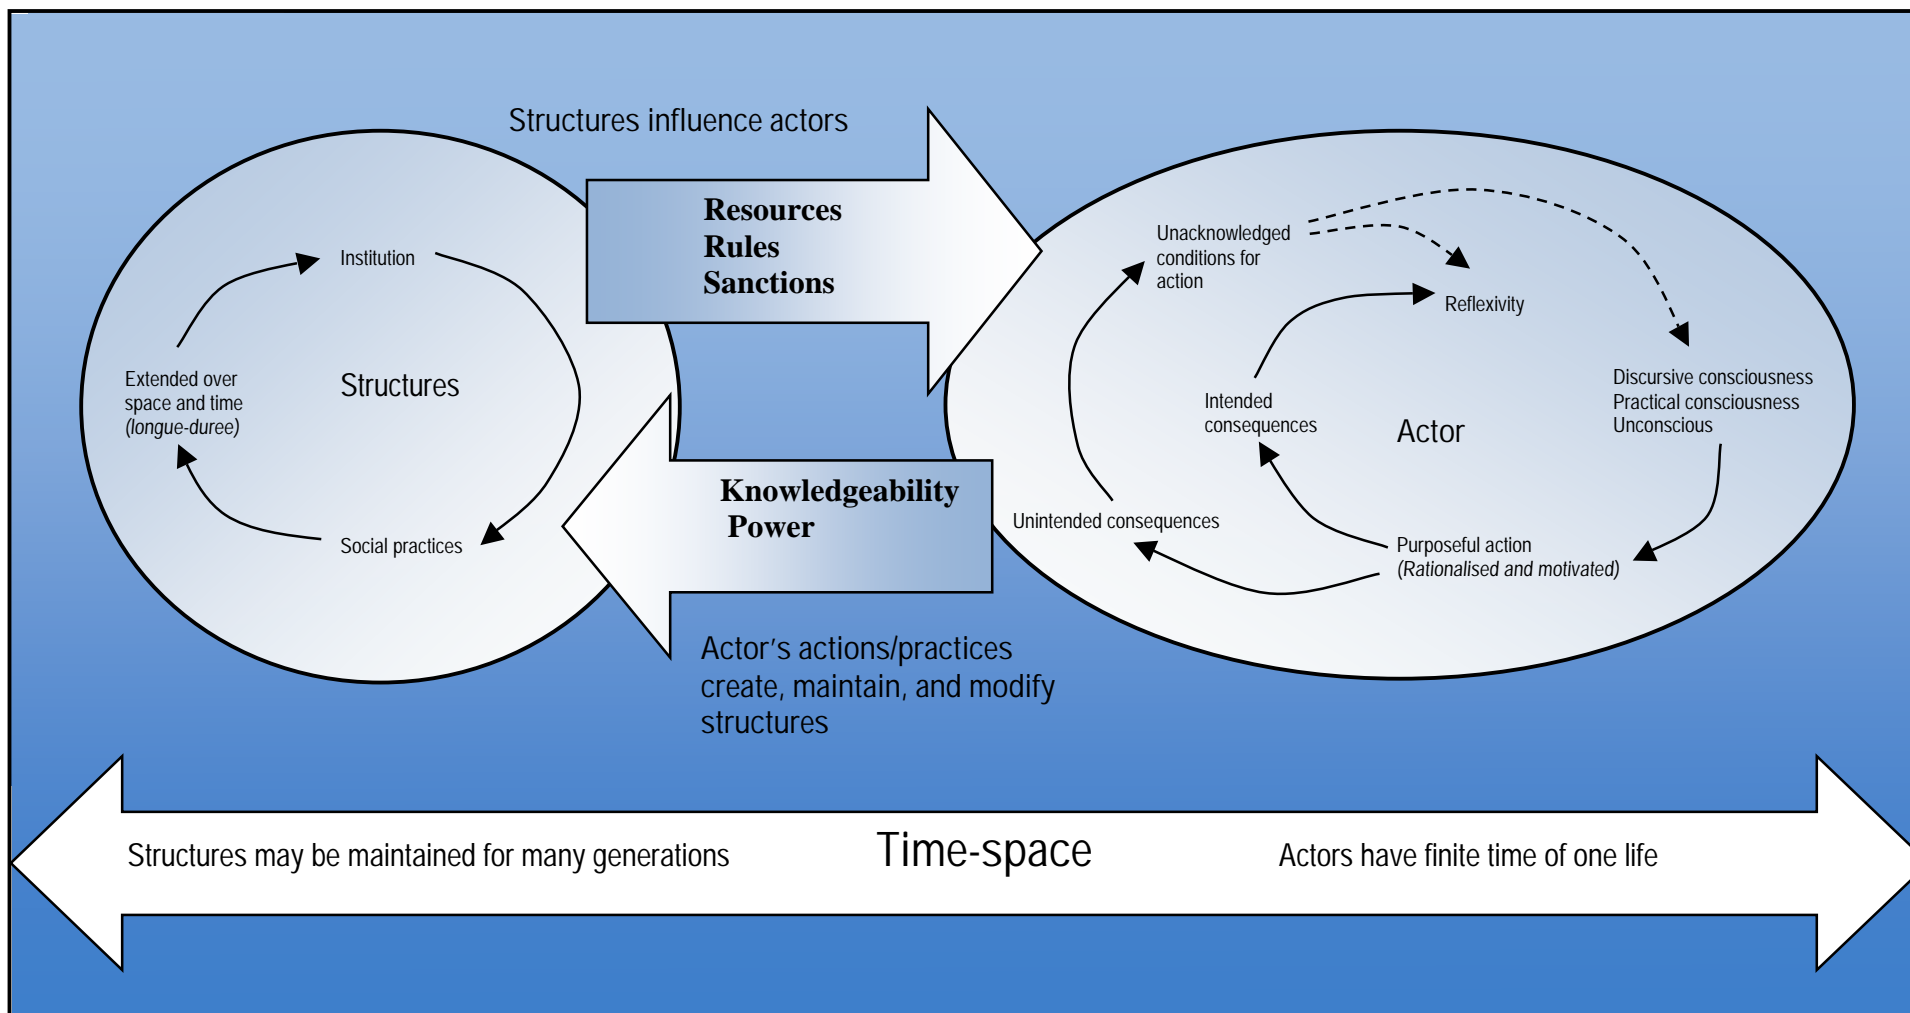 Structures influence actors
Resources
Rules
Sanctions
Institution
Extended over
space and time
(longue-duree)
Structures
Social practices
Unacknowledged
conditions for
action
Reflexivity
Intended
consequences
Actor
Discursive consciousness
Practical consciousness
Unconscious
Knowledgeability
Power
Unintended consequences
Purposeful action
(Rationalised and motivated)
Actor’s actions/practices
create, maintain, and modify
structures
Structures may be maintained for many generations
Time-space
Actors have finite time of one life